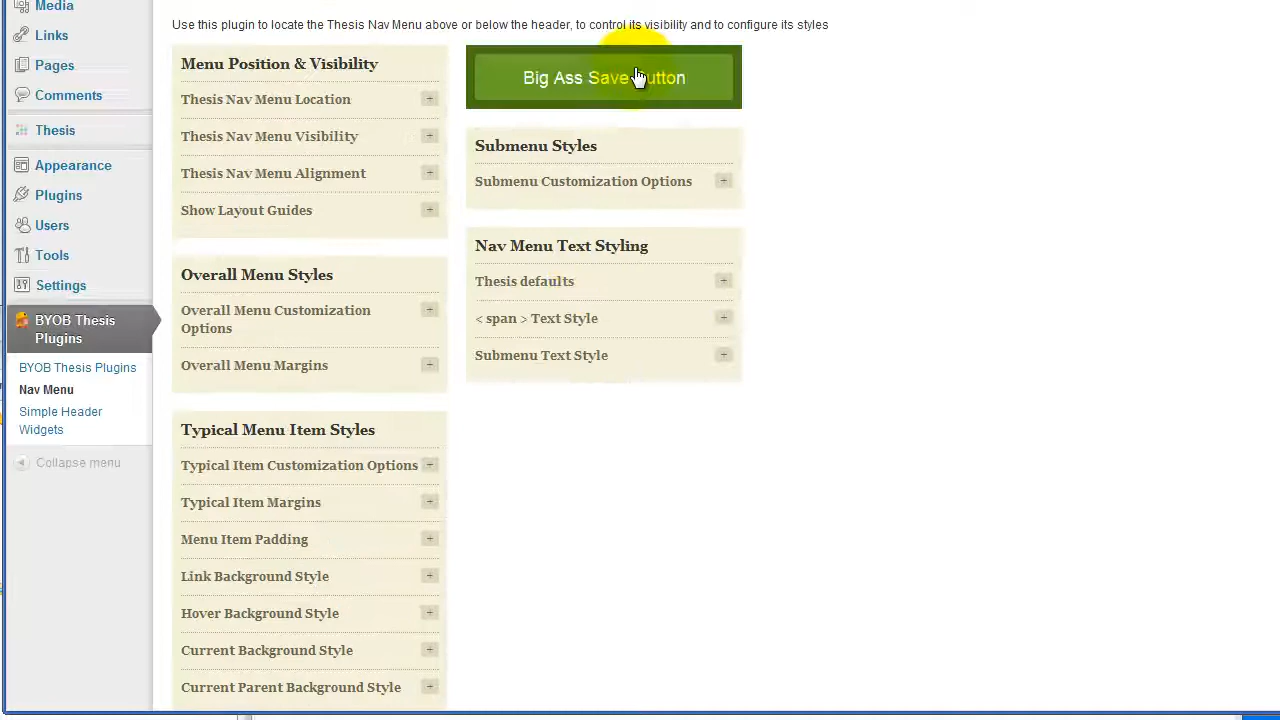 Media
Links
Pages
Comments
Thesis
Appearance
Plugins
Users
Tools
Settings
BYOB Thesis
Plugins
BYOB Thesis Plugins
Nav Menu
Simple Header
Widgets
Collapse menu
Use this plugin to locate the Thesis Nav Menu above or below the header, to control its visibility and to configure its styles
Menu Position & Visibility
Thesis Nav Menu Location +
Thesis Nav Menu Visibility +
Thesis Nav Menu Alignment +
Show Layout Guides +
Overall Menu Styles
Overall Menu Customization +
Options
Overall Menu Margins +
Typical Menu Item Styles
Typical Item Customization Options +
Typical Item Margins +
Menu Item Padding +
Link Background Style +
Hover Background Style +
Current Background Style +
Current Parent Background Style +
Big Ass Save Button
Submenu Styles
Submenu Customization Options +
Nav Menu Text Styling
Thesis defaults +
< span > Text Style +
Submenu Text Style +